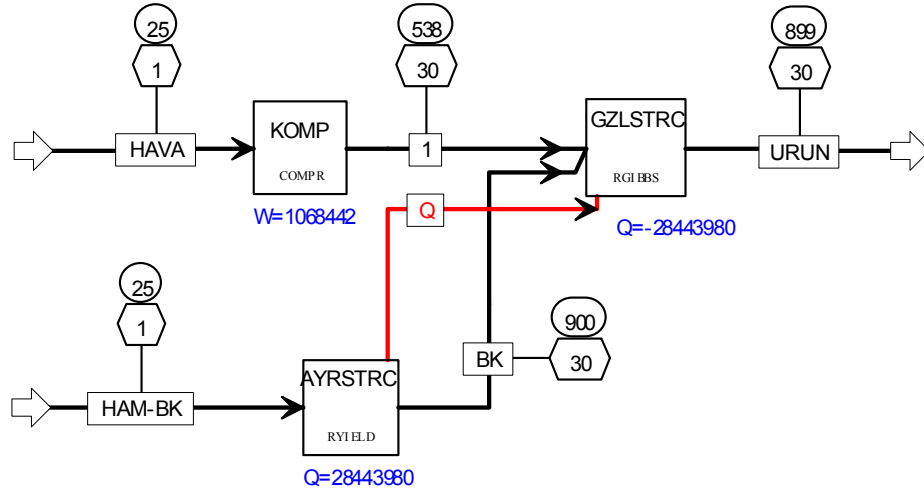 25
1
538
30
899
30
HAVA
KOMP
COMPR
1
GZLSTRC
RGIBBS
URUN
W=1068442
Q
Q=-28443980
25
1
900
30
BK
HAM-BK
AYRSTRC
RYIELD
Q=28443980